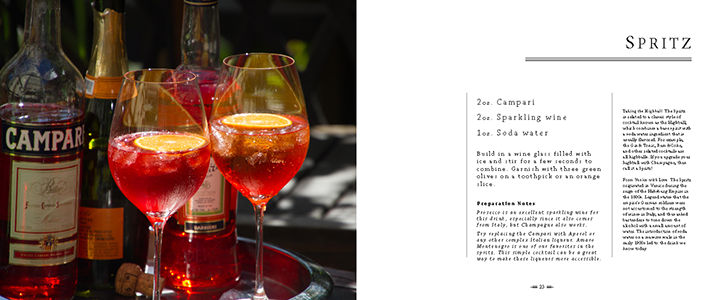 CAMPARI
SPRITZ
2oz. Campari
2oz. Sparkling wine
1oz. Soda water
Build in a wine glass filled with
ice and stir for a few seconds to
combine. Garnish with three green
olives on a toothpick or an orange
slice.
Preparation Notes
Prosecco is an excellent sparkling wine for
this drink, especially since it also comes
from Italy, but Champagne also works.
Try replacing the Campari with Aperol or
any other complex Italian liqueur. Amaro
Montenegro is one of our favorites in the
spritz. This simple cocktail can be a great
way to make these liqueurs more accessible.
Taking the Highball: The Spritz
is related to a classic style of
cocktail known as the Highball,
which combines a base spirit with
a soda water ingredient that is
usually flavored. For example,
the Gin & Tonic, Rum & Coke,
and other related cocktails are
all highballs. If you upgrade your
highball with Champagne, then
call it a Spritz!
From Venice with Love: The Spritz
originated in Venice during the
reign of the Habsburg Empire in
the 1800s. Legend states that the
empire's German soldiers were
not accustomed to the strength
of wines in Italy, and thus asked
bartenders to tone down the
alcohol with a small amount of
water. The introduction of soda
water on a massive scale in the
early 1900s led to the drink we
know today.
23